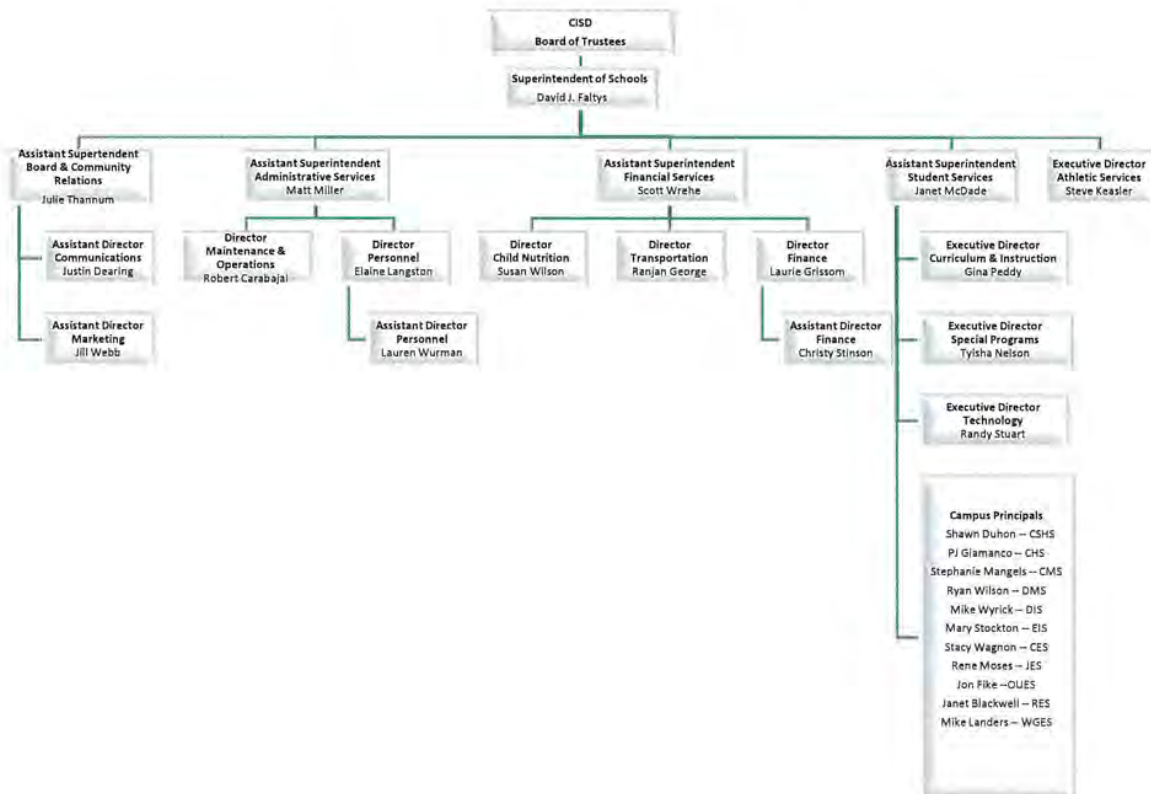 CISD
Board of Trustees
Superintendent of Schools
David J. Faltys
Assistant Supertendent
Board & Community
Relations
Julie Thannum
Assistant Superintendent
Administrative Services
Matt Miller
Assistant Superintendent
Financial Services
Scott Wrehe
Assistant Superintendent
Student Services
Janet McDade
Executive Director
Athletic Services
Steve Keasler
Assistant Director
Communications
Justin Dearing
Director
Maintenance &
Operations
Robert Carabajal
Director
Personnel
Elaine Langston
Director
Child Nutrition
Susan Wilson
Director
Transportation
Ranjan George
Director
Finance
Laurie Grissom
Executive Director
Curriculum & Instruction
Gina Peddy
Assistant Director
Marketing
Jill Webb
Assistant Director
Personnel
Lauren Wurman
Assistant Director
Finance
Christy Stinson
Executive Director
Special Programs
Tyisha Nelson
Executive Director
Technology
Randy Stuart
Campus Principals
Shawn Duhon -- CSHS
PJ Giamanco -- CHS
Stephanie Mangels -- CMS
Ryan Wilson -- DMS
Mike Wyrick -- DIS
Mary Stockton -- EIS
Stacy Wagnon -- CES
Rene Moses -- JES
Jon Fike --OUES
Janet Blackwell -- RES
Mike Landers -- WGES